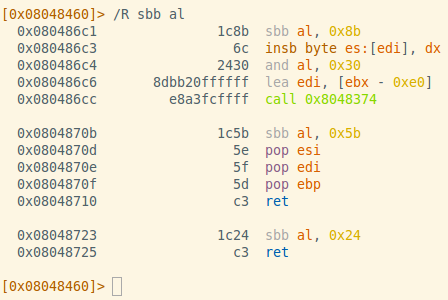 [0x08048460]> /R sbb al
0x080486c1 1c8b sbb al, 0x8b
0x080486c3 6c insb byte es:[edi], dx
0x080486c4 2430 and al, 0x30
0x080486c6 8dbb20ffffff lea edi, [ebx - 0xe0]
0x080486cc e8a3fcffff call 0x8048374
0x0804870b 1c5b sbb al, 0x5b
0x0804870d 5e pop esi
0x0804870e 5f pop edi
0x0804870f 5d pop ebp
0x08048710 c3 ret
0x08048723 1c24 sbb al, 0x24
0x08048725 c3 ret
[0x08048460]>